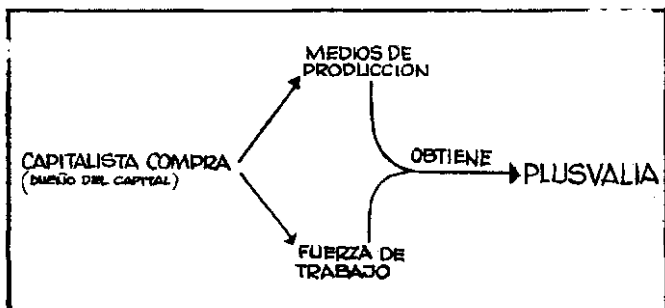 MEDIOS DE
PRODUCCION
CAPITALISTA COMPRA
(DUEÑO DEL CAPITAL)
OBTIENE
PLUSVALIA
FUERZA DE
TRABAJO